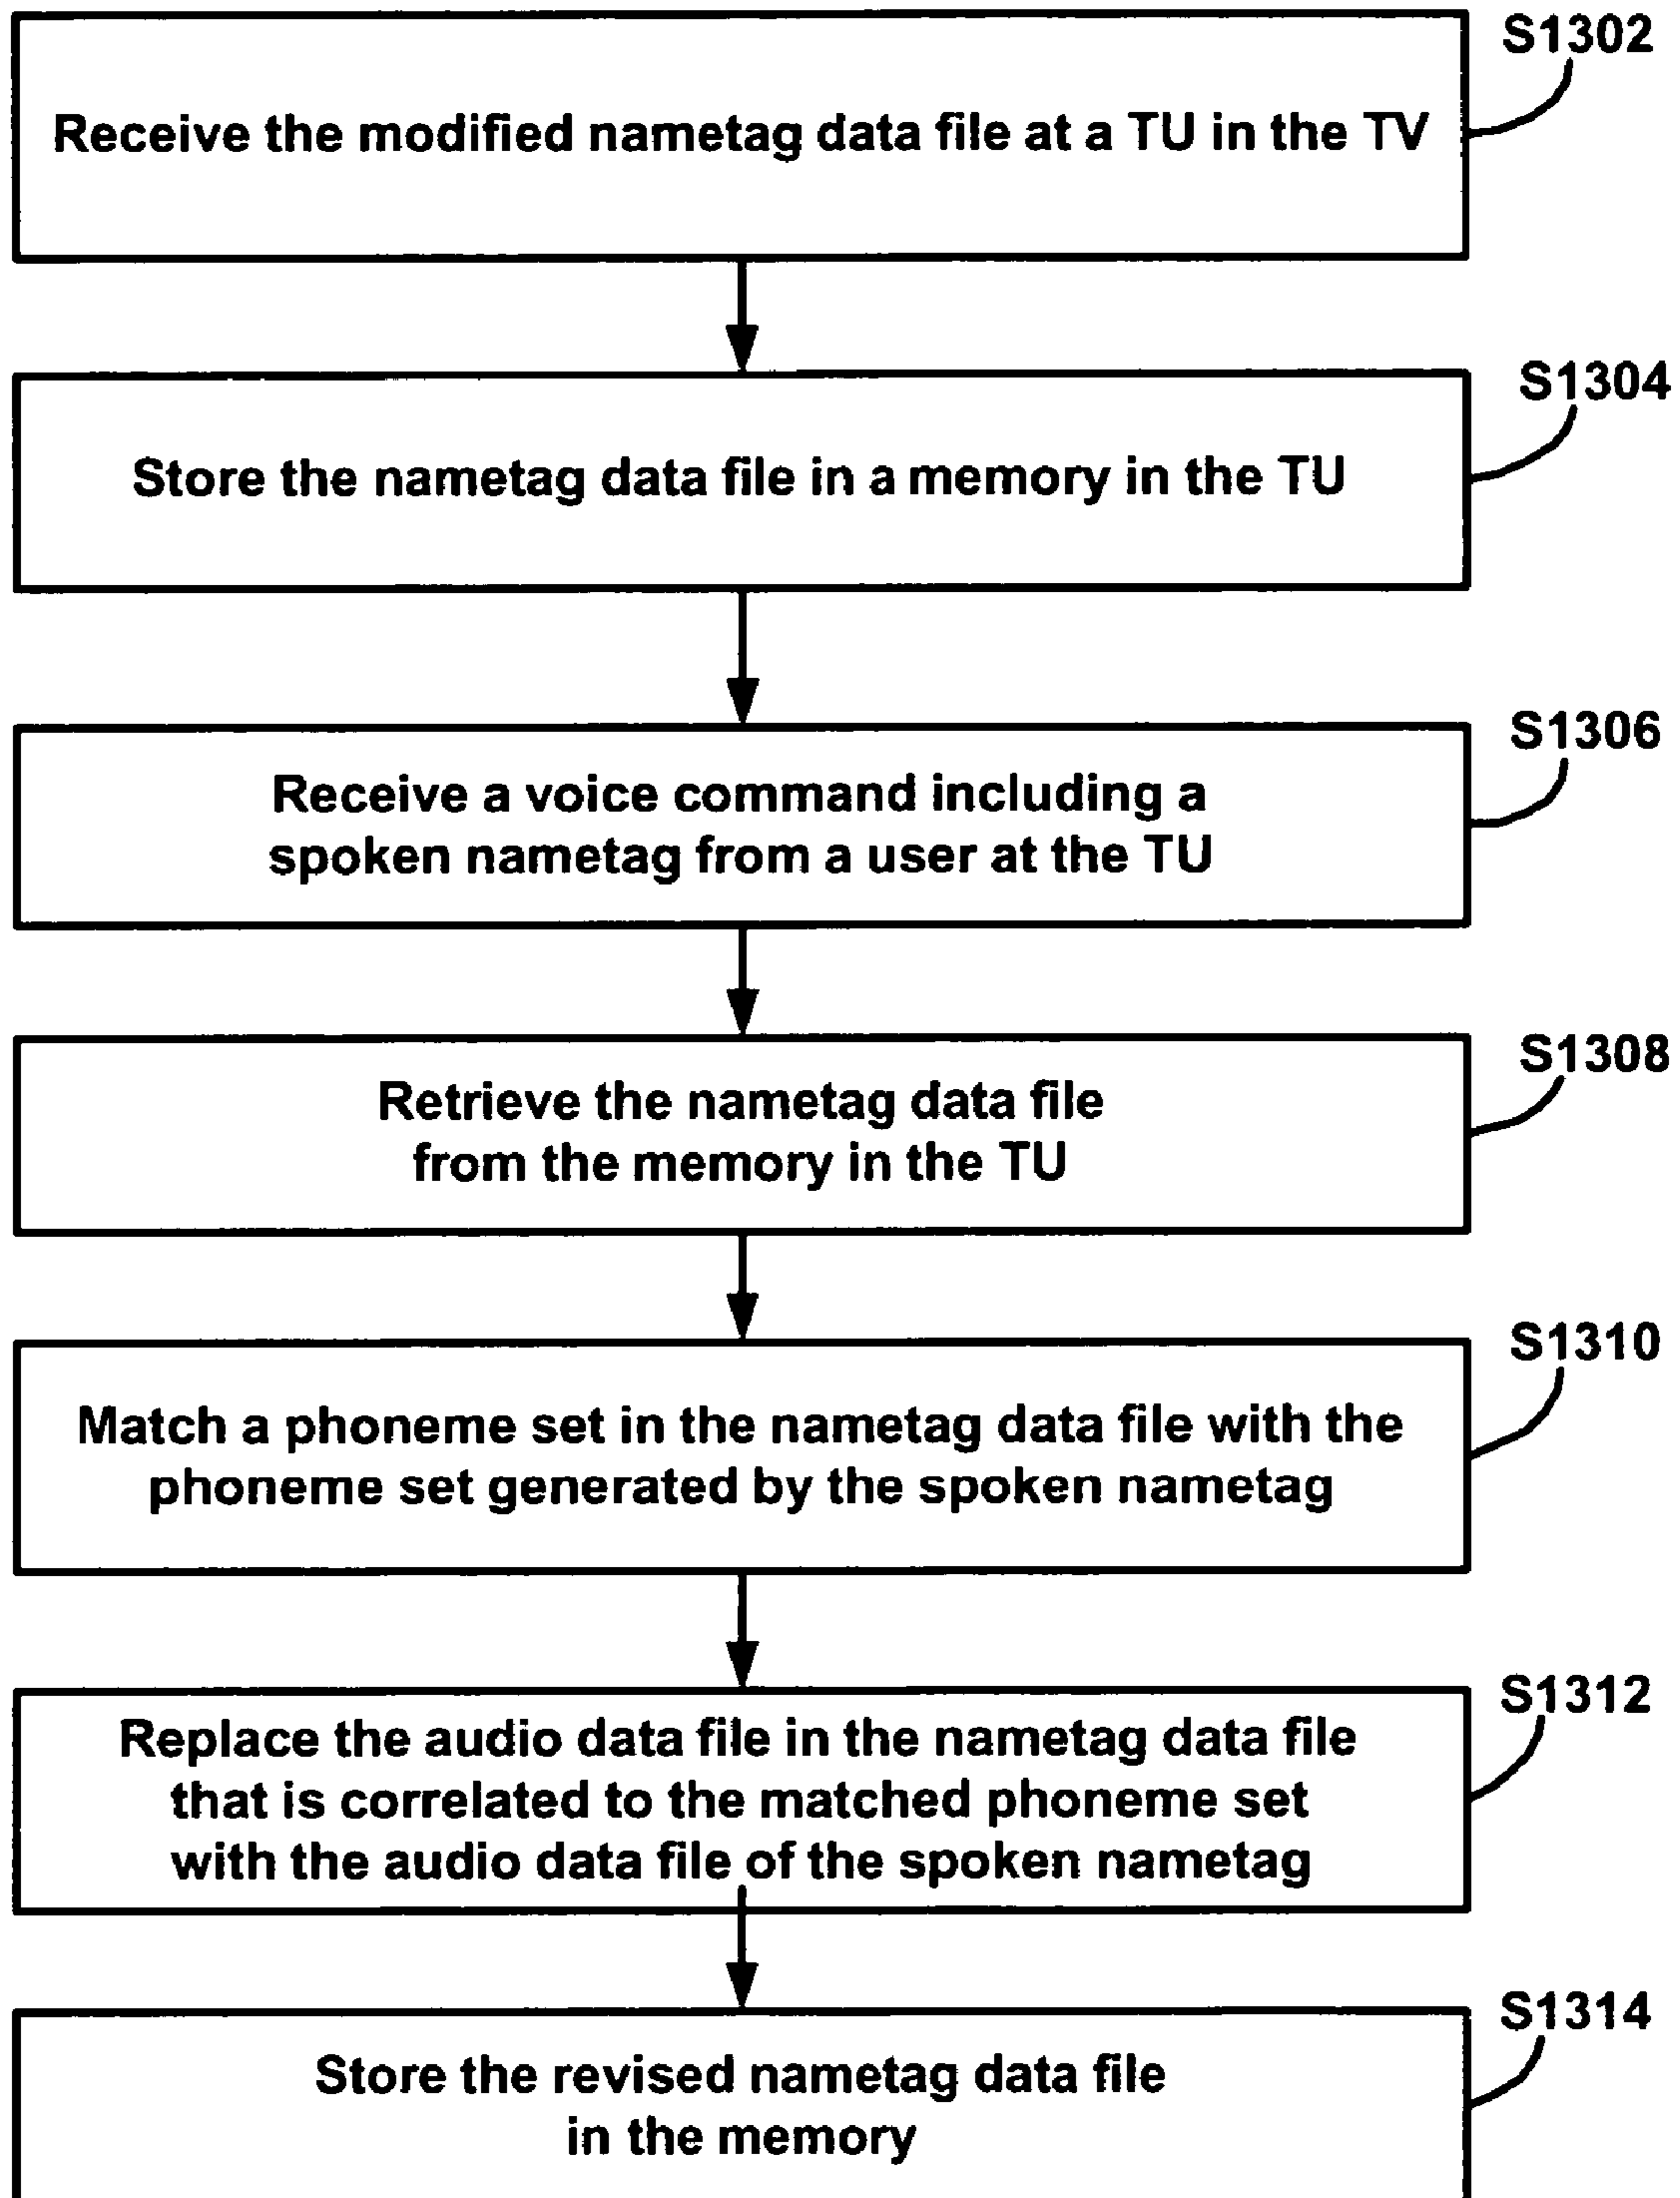 S1302
Receive the modified nametag data file at a TU in the TV
S1304
Store the nametag data file in a memory in the TU
S1306
Receive a voice command including a
spoken nametag from a user at the TU
S1308
Retrieve the nametag data file
from the memory in the TU
S1310
Match a phoneme set in the nametag data file with the
phoneme set generated by the spoken nametag
S1312
Replace the audio data file in the nametag data file
that is correlated to the matched phoneme set
with the audio data file of the spoken nametag
S1314
Store the revised nametag data file
in the memory